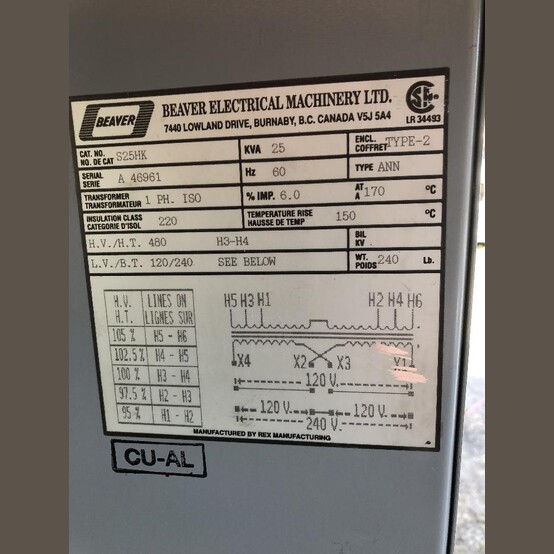 BEAVER
BEAVER ELECTRICAL MACHINERY LTD.
7440 LOWLAND DRIVE, BURNABY, B.C. CANADA V5J 5A4
LR 34493
CAT. NO.
NO. DE CAT S25HK
KVA 25
ENCL.
COFFRET TYPE-2
SERIAL
SERIE A 46961
Hz 60
TYPE ANN
TRANSFORMER
TRANSFORMATEUR 1 PH. ISO
% IMP. 6.0
AT
A 170 °C
INSULATION CLASS
CATEGORIE D'ISOL 220
TEMPERATURE RISE
HAUSSE DE TEMP 150 °C
H.V./H.T. 480 H3-H4
BIL
KV
L.V./B.T. 120/240 SEE BELOW
WT.
POIDS 240 Lb.
H.V. LINES ON
H.T. LIGNES SUR
105 % H5 - H6
102.5% H4 - H5
100 % H3 - H4
97.5 % H2 - H3
95 % H1 - H2
H5 H3 H1 H2 H4 H6
X4 X2 X3 X1
120 V.
120 V. 120 V.
240 V.
MANUFACTURED BY REX MANUFACTURING
CU-AL